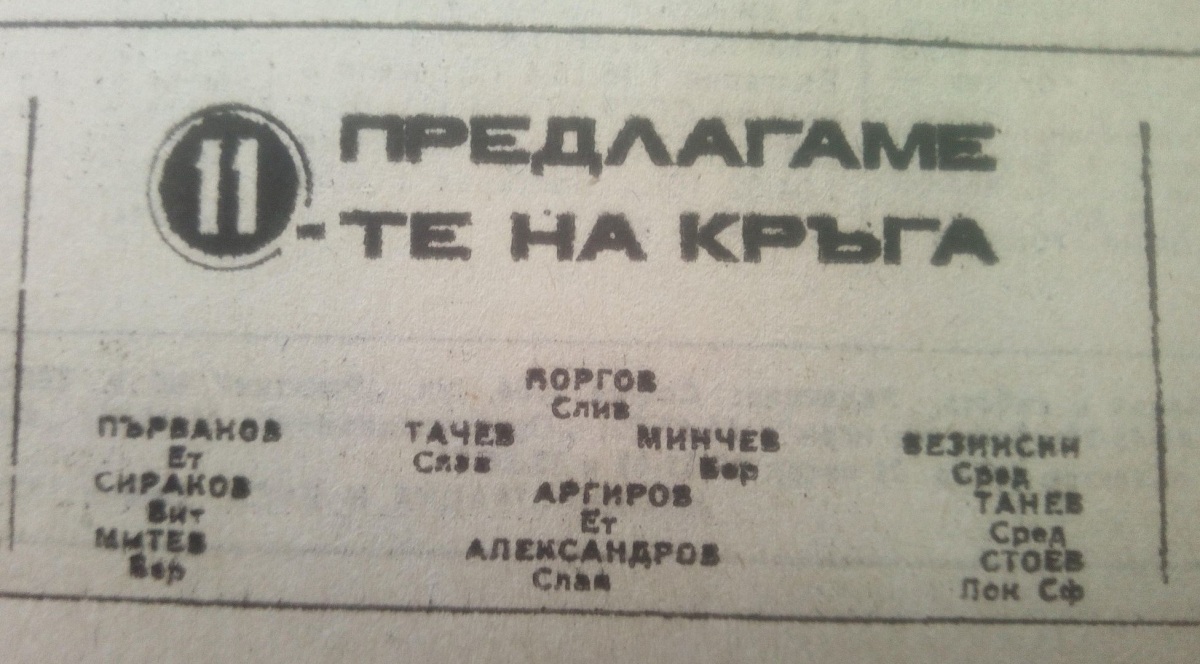 ПРЕДЛАГАМЕ
11-ТЕ НА КРЪГА
БОРГОВ
Слив
ПЪРВАНОВ ТАЧЕВ МИНЧЕВ ВЕЗИНСКИ
Ет Слав Бер Сред
СИРАКОВ АРГИРОВ ТАНЕВ
Вит Ет Сред
МИТЕВ АЛЕКСАНДРОВ СТОЕВ
Бер Слав Лок Сф